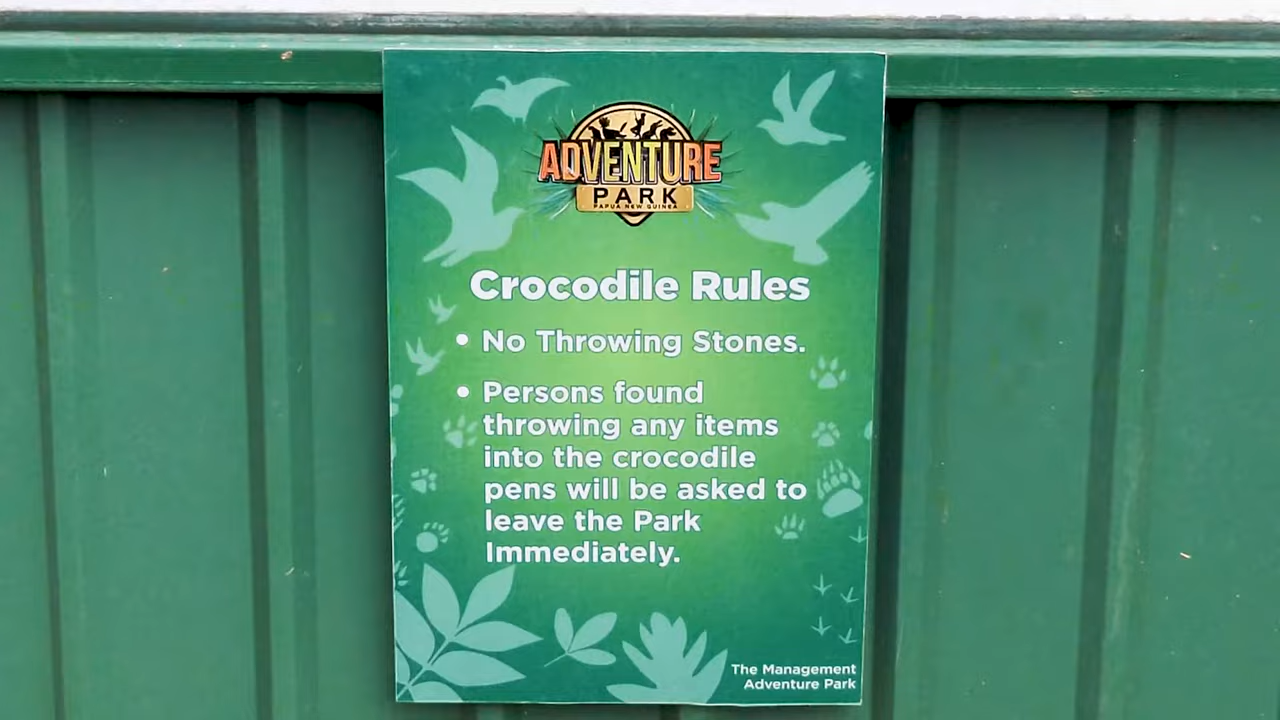 ADVENTURE
PARK
PAPUA NEW GUINEA
Crocodile Rules
• No Throwing Stones.
• Persons found
throwing any items
into the crocodile
pens will be asked to
leave the Park
Immediately.
The Management
Adventure Park